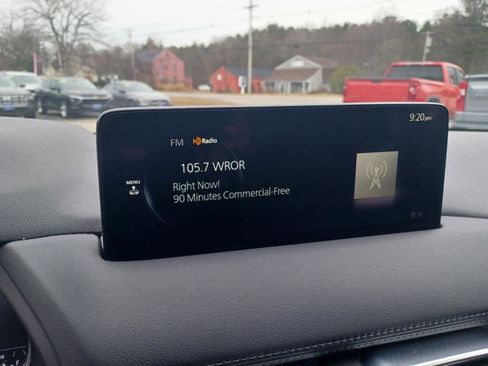 9:20pm
FM HD Radio
105.7 WROR
MENU
Right Now!
90 Minutes Commercial-Free